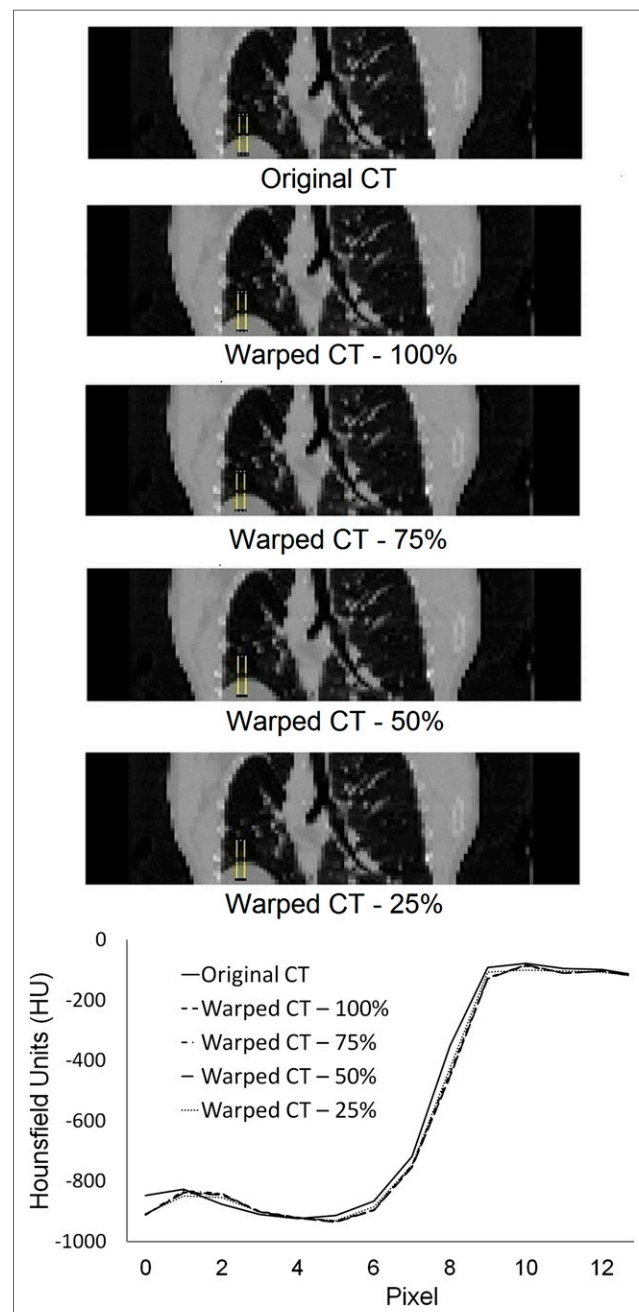 Original CT
Warped CT - 100%
Warped CT - 75%
Warped CT - 50%
Warped CT - 25%
Hounsfield Units (HU)
0
-200
-400
-600
-800
-1000
Original CT
Warped CT – 100%
Warped CT – 75%
Warped CT – 50%
Warped CT – 25%
0 2 4 6 8 10 12
Pixel